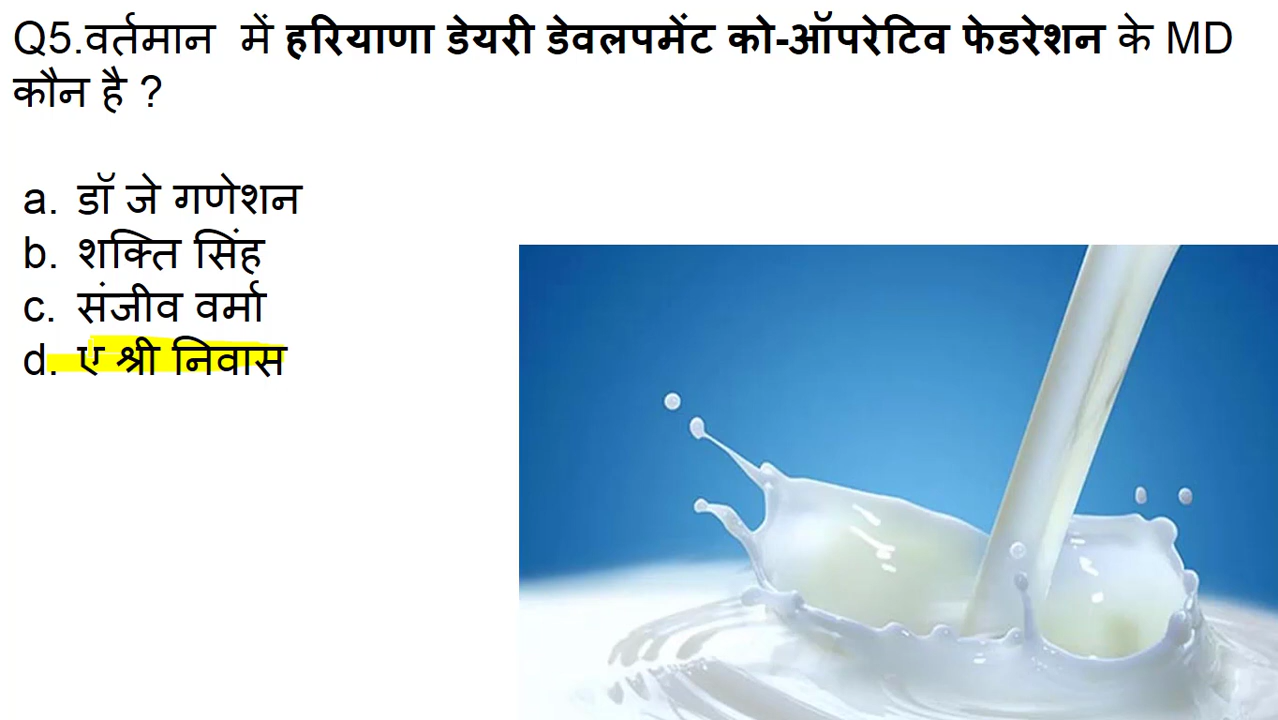 Q5.वर्तमान में हरियाणा डेयरी डेवलपमेंट को-ऑपरेटिव फेडरेशन के MD
कौन है ?
a. डॉ जे गणेशन
b. शक्ति सिंह
c. संजीव वर्मा
d. ए श्री निवास